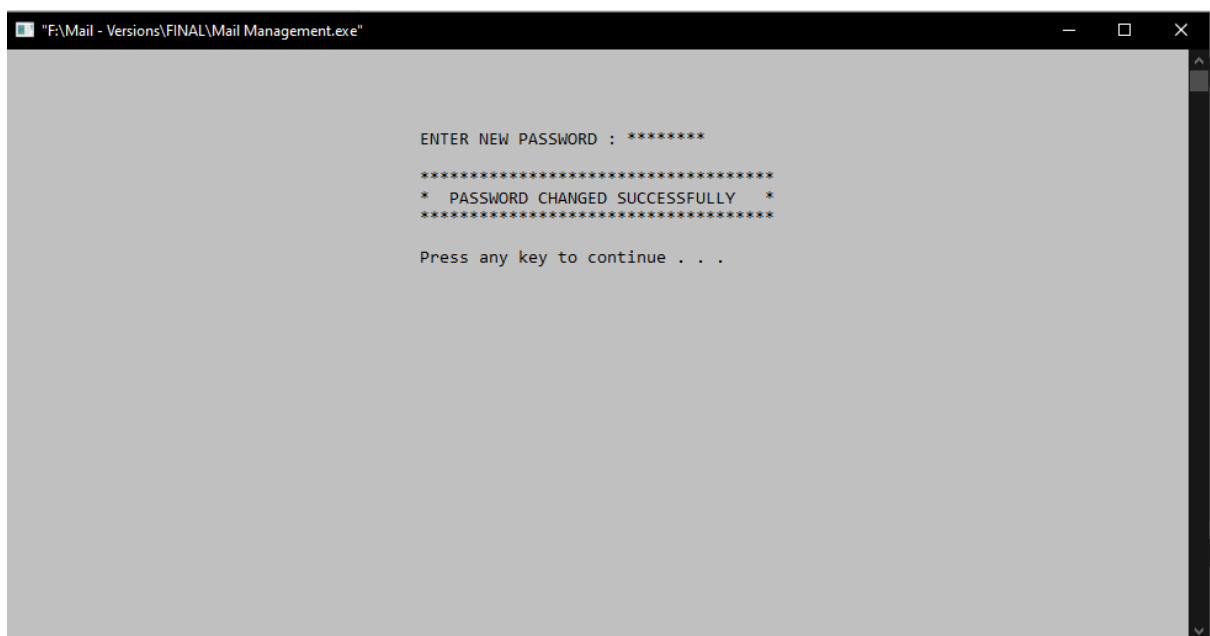 "F:\Mail - Versions\FINAL\Mail Management.exe"
ENTER NEW PASSWORD : ********
************************************
*  PASSWORD CHANGED SUCCESSFULLY   *
************************************
Press any key to continue . . .